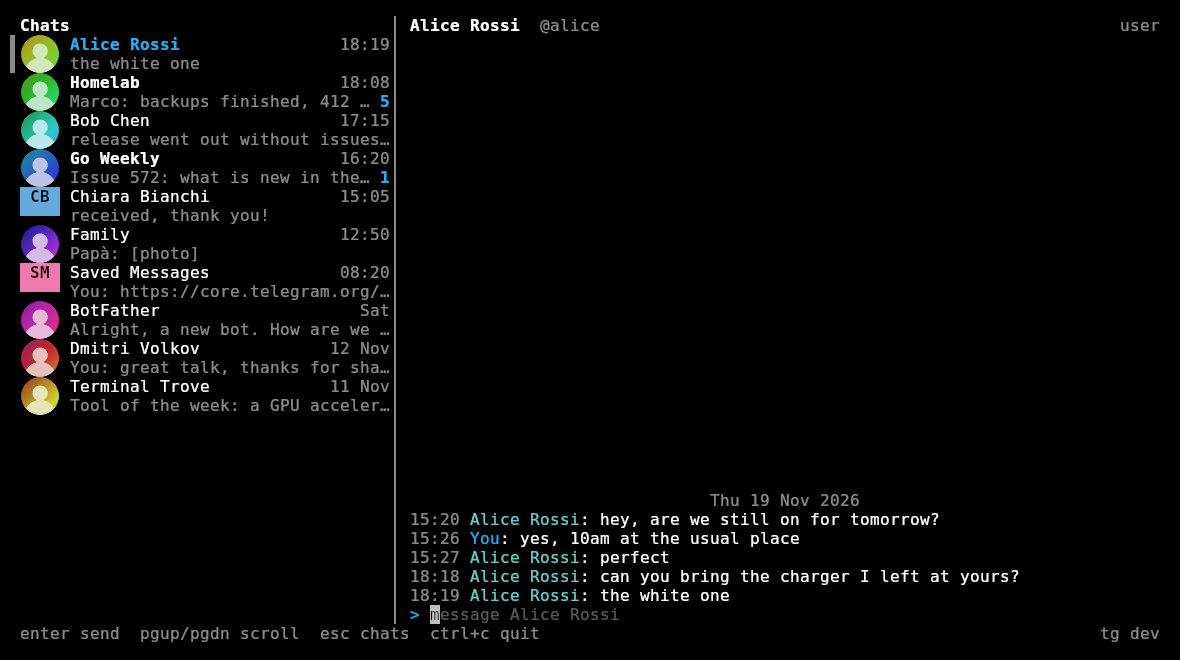 Chats
Alice Rossi 18:19
the white one
Homelab 18:08
Marco: backups finished, 412 … 5
Bob Chen 17:15
release went out without issues…
Go Weekly 16:20
Issue 572: what is new in the… 1
CB Chiara Bianchi 15:05
received, thank you!
Family 12:50
Papà: [photo]
SM Saved Messages 08:20
You: https://core.telegram.org/…
BotFather Sat
Alright, a new bot. How are we …
Dmitri Volkov 12 Nov
You: great talk, thanks for sha…
Terminal Trove 11 Nov
Tool of the week: a GPU acceler…
Alice Rossi @alice user
Thu 19 Nov 2026
15:20 Alice Rossi: hey, are we still on for tomorrow?
15:26 You: yes, 10am at the usual place
15:27 Alice Rossi: perfect
18:18 Alice Rossi: can you bring the charger I left at yours?
18:19 Alice Rossi: the white one
> message Alice Rossi
enter send pgup/pgdn scroll esc chats ctrl+c quit tg dev